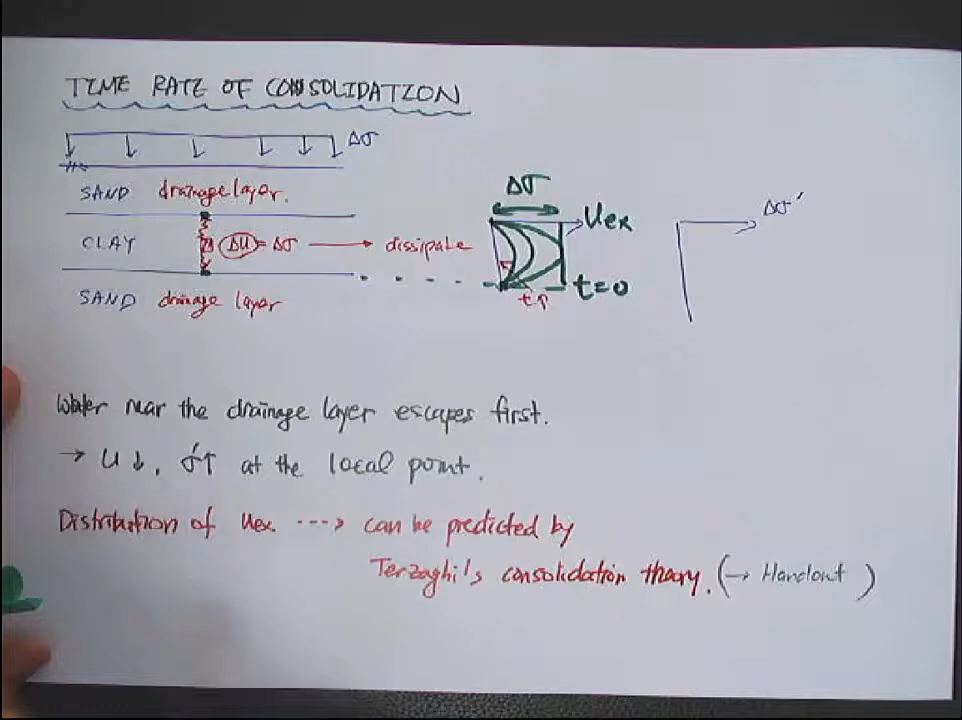 TIME RATE OF CONSOLIDATION
Δσ
SAND drainage layer.
CLAY Δu = Δσ → dissipate
SAND drainage layer
Δσ
Uex
t=0
t↑
Δσ'
Water near the drainage layer escapes first.
→ U↓, σ'↑ at the local point.
Distribution of Uex ---> can be predicted by
Terzaghi's consolidation theory. (→ Handout )